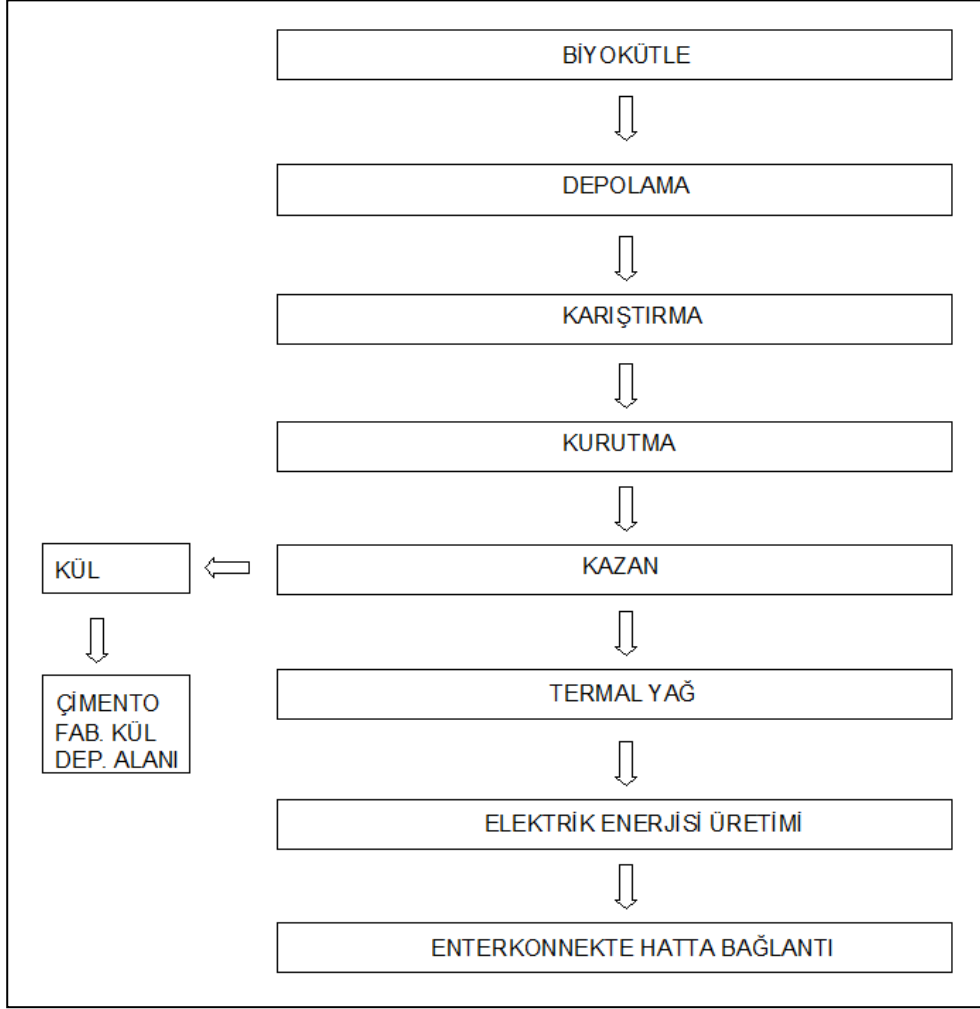 BİYOKÜTLE
DEPOLAMA
KARIŞTIRMA
KURUTMA
KAZAN
KÜL
ÇİMENTO
FAB. KÜL
DEP. ALANI
TERMAL YAĞ
ELEKTRİK ENERJİSİ ÜRETİMİ
ENTERKONNEKTE HATTA BAĞLANTI